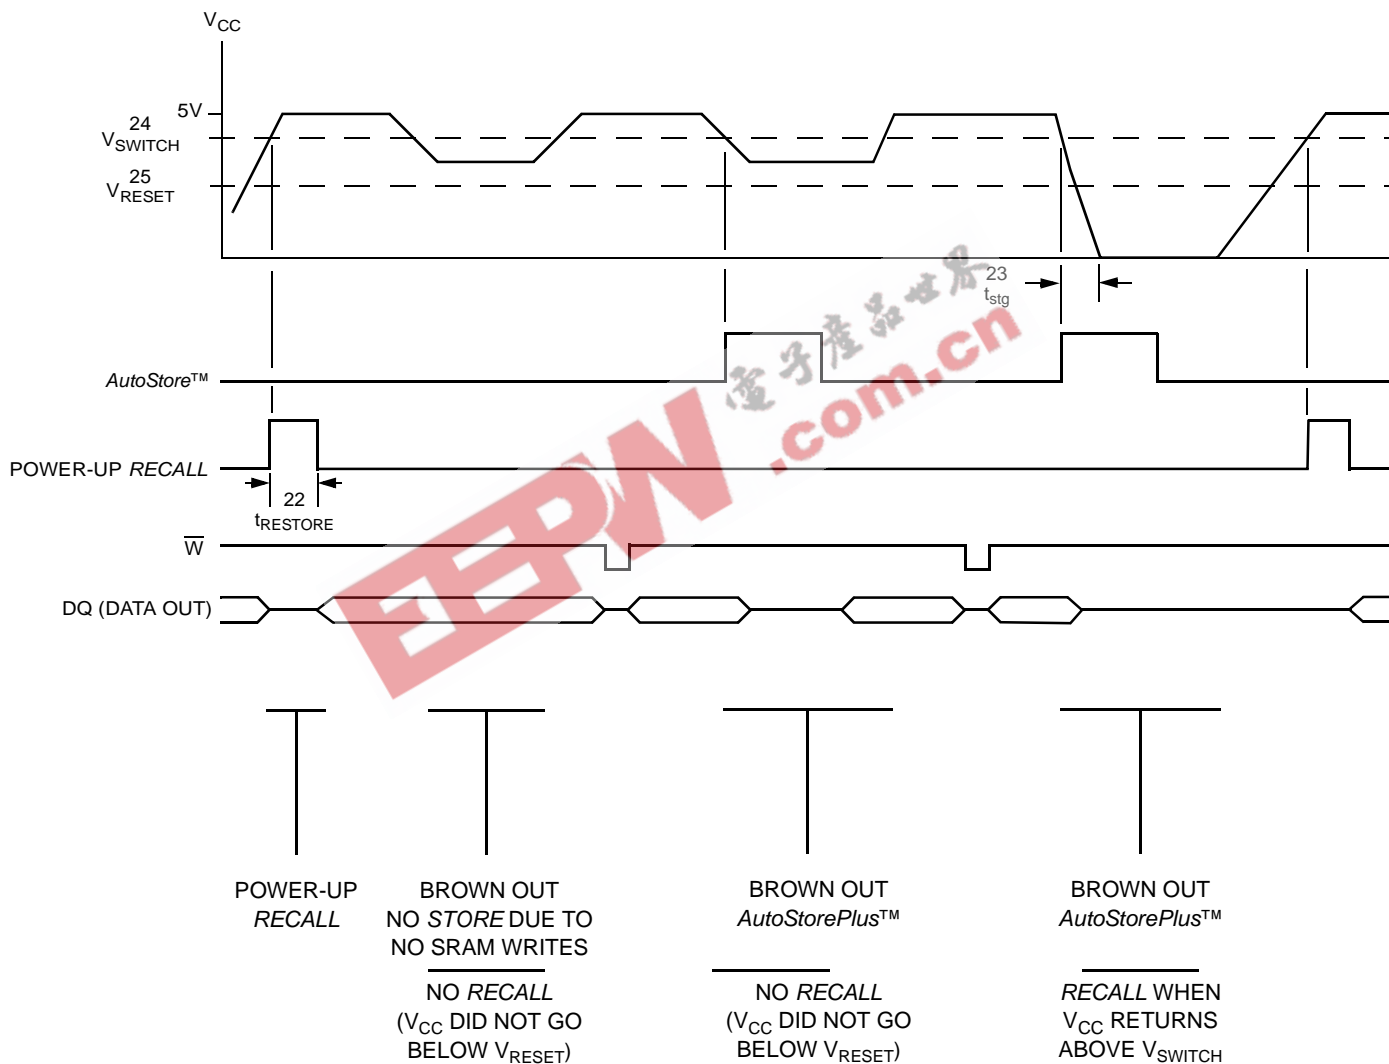 VCC
5V
24
VSWITCH
25
VRESET
23
tstg
AutoStore™
POWER-UP RECALL
22
tRESTORE
W
DQ (DATA OUT)
EEPW
電子產品世界
.com.cn
POWER-UP
RECALL
BROWN OUT
NO STORE DUE TO
NO SRAM WRITES
NO RECALL
(VCC DID NOT GO
BELOW VRESET)
BROWN OUT
AutoStorePlus™
NO RECALL
(VCC DID NOT GO
BELOW VRESET)
BROWN OUT
AutoStorePlus™
RECALL WHEN
VCC RETURNS
ABOVE VSWITCH